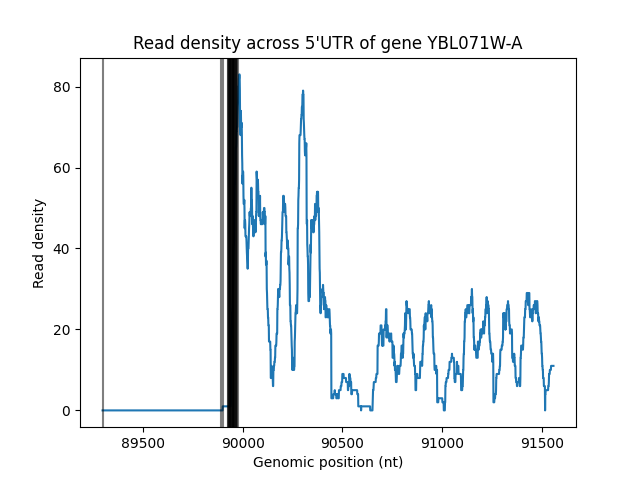 Read density across 5'UTR of gene YBL071W-A
80
60
40
20
0
Read density
89500 90000 90500 91000 91500
Genomic position (nt)